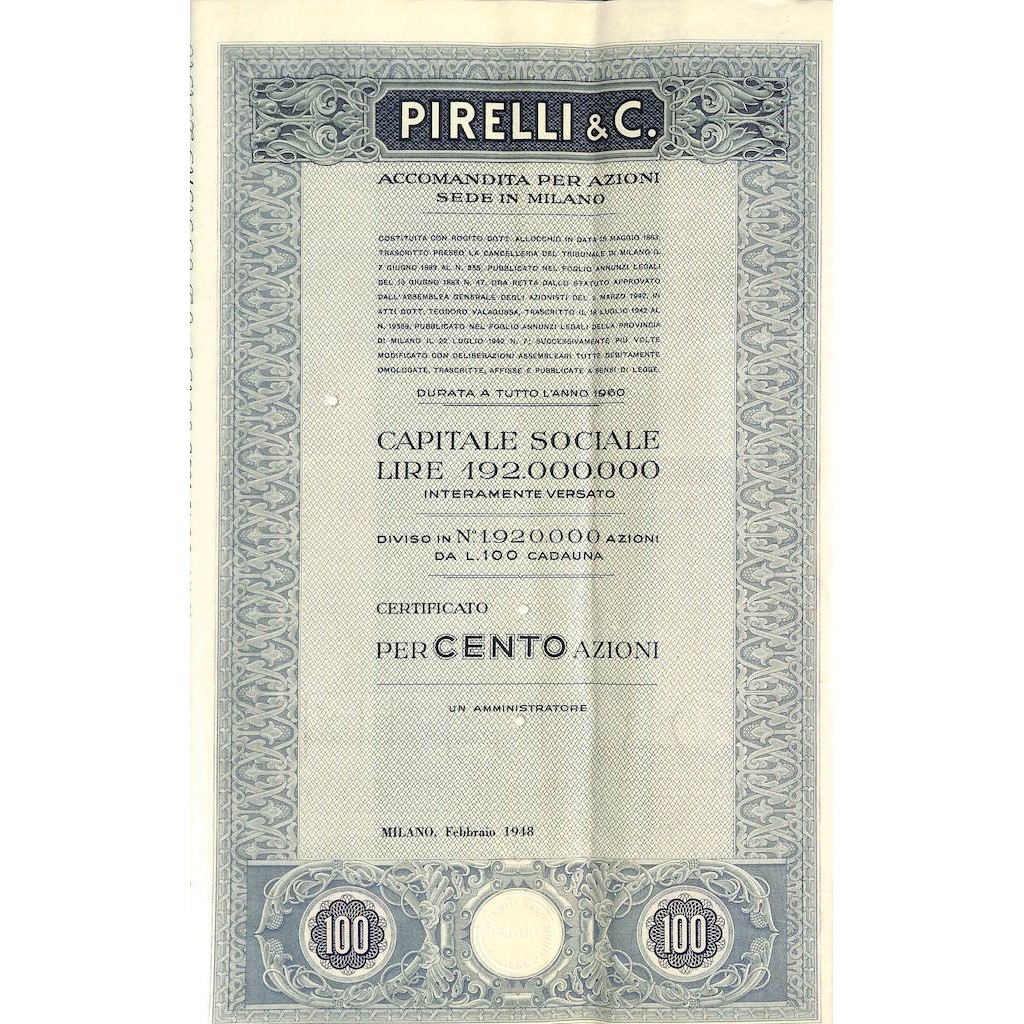 PIRELLI & C.
ACCOMANDITA PER AZIONI
SEDE IN MILANO
COSTITUITA CON ROGITO DOTT. ALLOCCHIO IN DATA 15 MAGGIO 1883,
TRASCRITTO PRESSO LA CANCELLERIA DEL TRIBUNALE DI MILANO IL
7 GIUGNO 1883 AL N. 255, PUBBLICATO NEL FOGLIO ANNUNZI LEGALI
DEL 13 GIUGNO 1883 N. 47, ORA RETTA DALLO STATUTO APPROVATO
DALL'ASSEMBLEA GENERALE DEGLI AZIONISTI DEL 2 MARZO 1942, IN
ATTI DOTT. TEODORO VALAGUSSA, TRASCRITTO IL 14 LUGLIO 1942 AL
N. 19569, PUBBLICATO NEL FOGLIO ANNUNZI LEGALI DELLA PROVINCIA
DI MILANO IL 22 LUGLIO 1942 N. 7; SUCCESSIVAMENTE PIÙ VOLTE
MODIFICATO CON DELIBERAZIONI ASSEMBLEARI TUTTE DEBITAMENTE
OMOLOGATE, TRASCRITTE, AFFISSE E PUBBLICATE A SENSI DI LEGGE.
DURATA A TUTTO L'ANNO 1960
CAPITALE SOCIALE
LIRE 192.000.000
INTERAMENTE VERSATO
DIVISO IN Nº 1.920.000 AZIONI
DA L. 100 CADAUNA
CERTIFICATO
PER CENTO AZIONI
UN AMMINISTRATORE
MILANO, Febbraio 1948
100
100